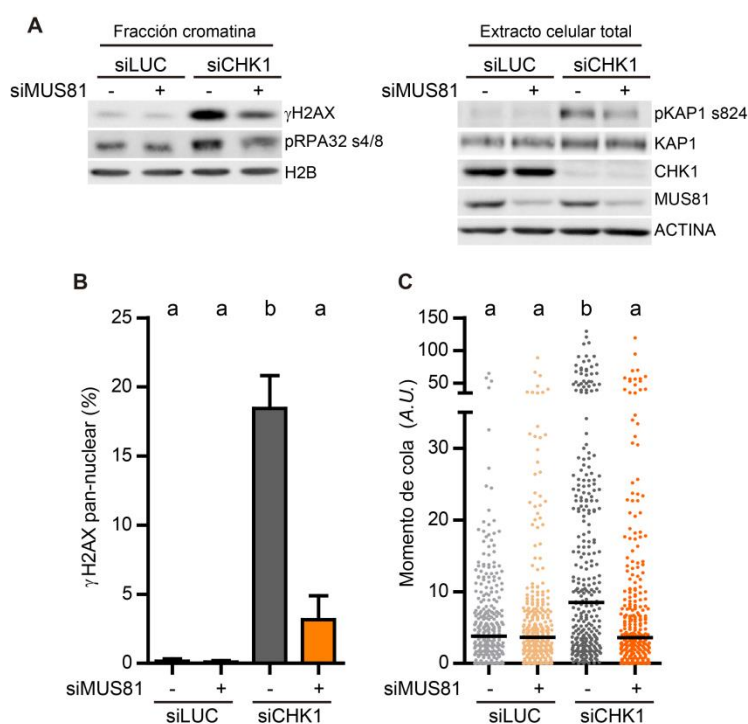 A
Fracción cromatina
siLUC siCHK1
siMUS81 - + - +
γH2AX
pRPA32 s4/8
H2B
Extracto celular total
siLUC siCHK1
- + - +
pKAP1 s824
KAP1
CHK1
MUS81
ACTINA
B
γH2AX pan-nuclear (%)
25
20
15
10
5
0
a a b a
siMUS81 - + - +
siLUC siCHK1
C
Momento de cola (A.U.)
150
100
50
30
20
10
0
a a b a
siMUS81 - + - +
siLUC siCHK1